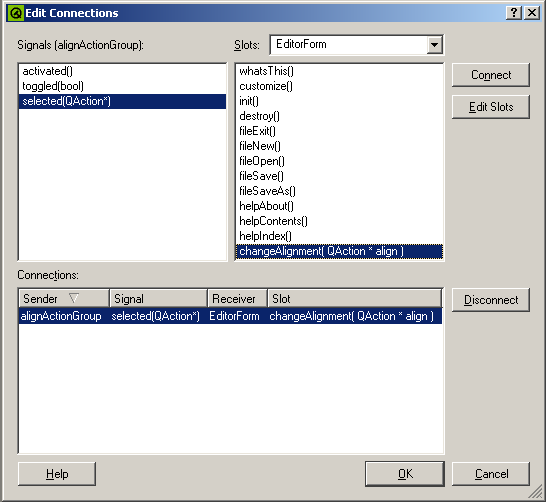 Edit Connections
Signals (alignActionGroup):
Slots: EditorForm
activated()
toggled(bool)
selected(QAction*)
whatsThis()
customize()
init()
destroy()
fileExit()
fileNew()
fileOpen()
fileSave()
fileSaveAs()
helpAbout()
helpContents()
helpIndex()
changeAlignment( QAction * align )
Connect
Edit Slots
Connections:
Sender Signal Receiver Slot
alignActionGroup selected(QAction*) EditorForm changeAlignment( QAction * align )
Disconnect
Help OK Cancel